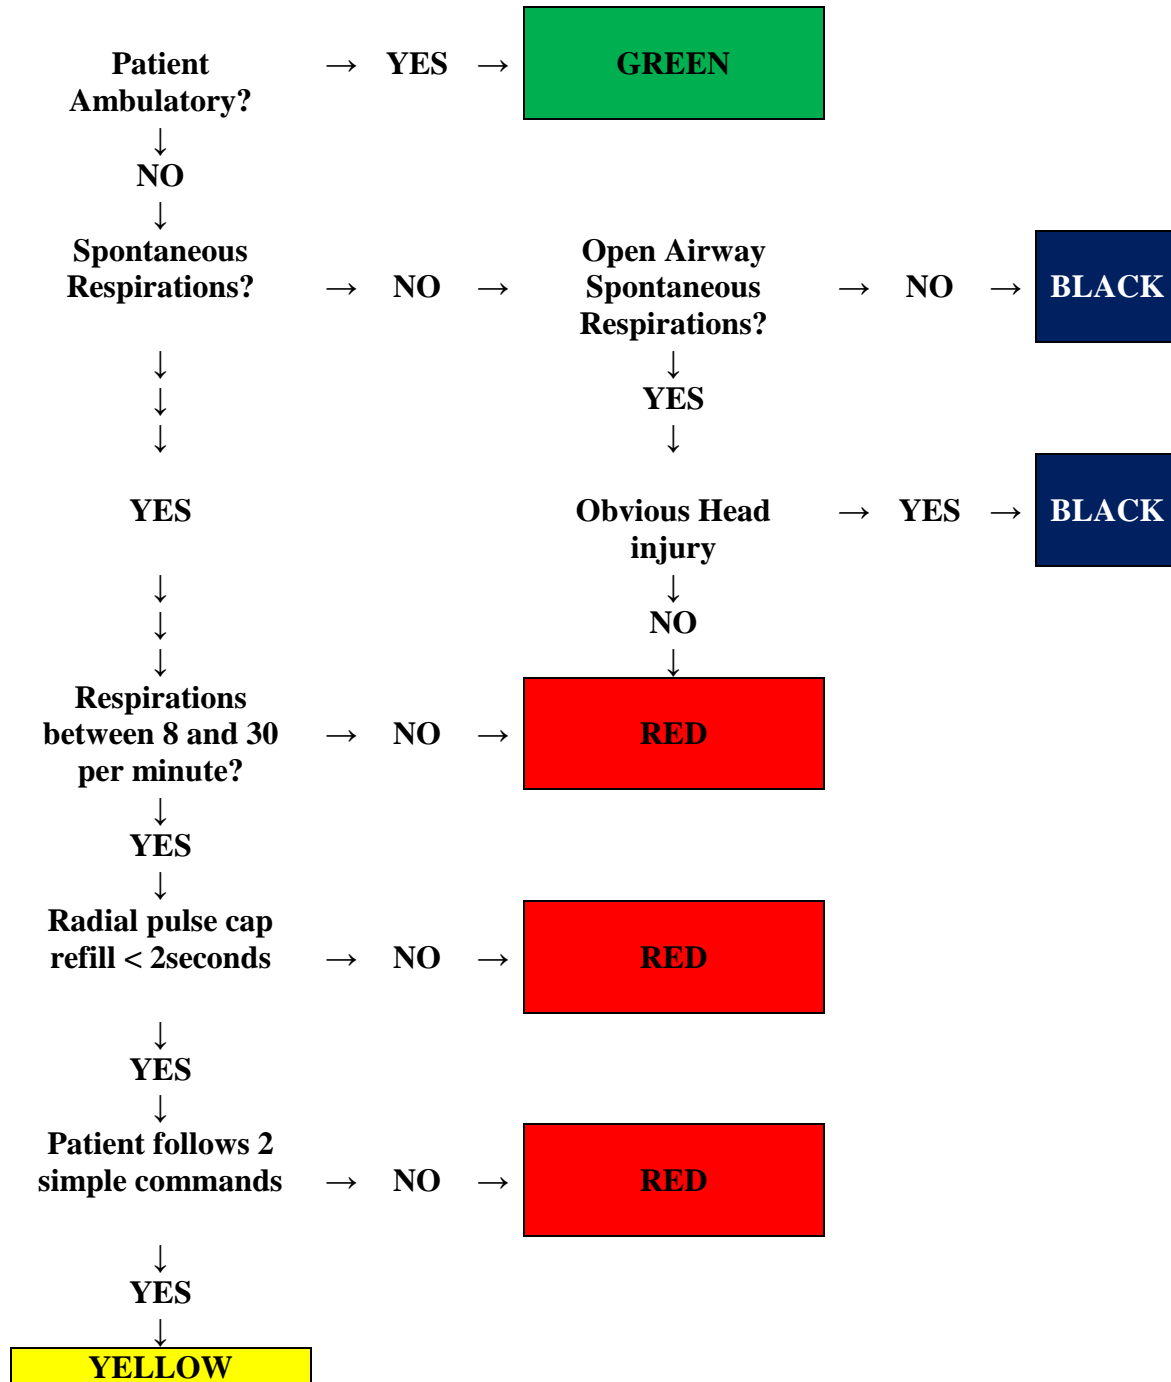 Patient
Ambulatory?
→ YES →
GREEN
↓
NO
↓
Spontaneous
Respirations?
→ NO →
Open Airway
Spontaneous
Respirations?
→ NO →
BLACK
↓
↓
↓
YES
↓
↓
↓
↓
YES
↓
Obvious Head
injury
→ YES →
BLACK
↓
NO
↓
Respirations
between 8 and 30
per minute?
→ NO →
RED
↓
YES
↓
Radial pulse cap
refill < 2seconds
→ NO →
RED
↓
YES
↓
Patient follows 2
simple commands
→ NO →
RED
↓
YES
↓
YELLOW